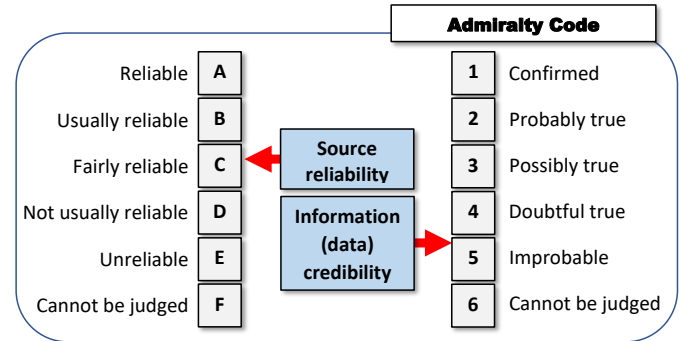 Admiralty Code
Reliable A
Usually reliable B
Fairly reliable C
Not usually reliable D
Unreliable E
Cannot be judged F
Source
reliability
Information
(data)
credibility
1 Confirmed
2 Probably true
3 Possibly true
4 Doubtful true
5 Improbable
6 Cannot be judged